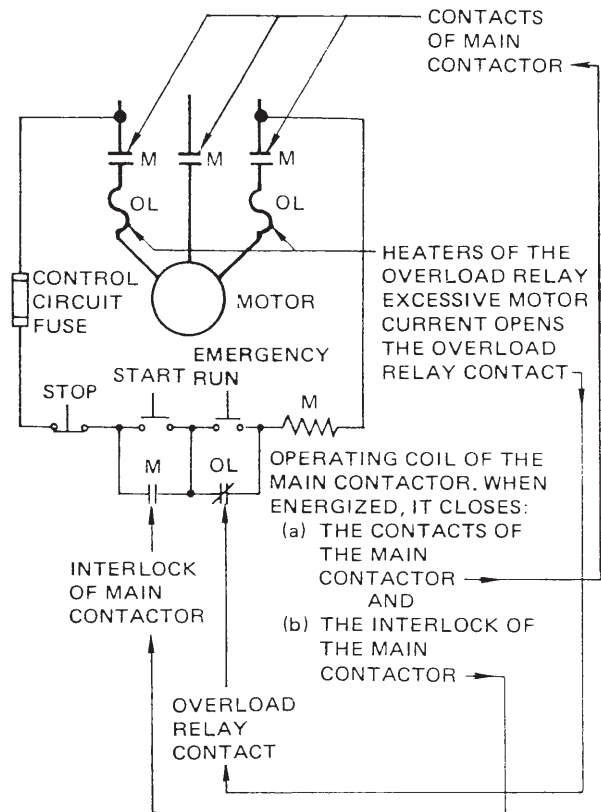 CONTACTS
OF MAIN
CONTACTOR
M
M
M
OL
OL
HEATERS OF THE
OVERLOAD RELAY
EXCESSIVE MOTOR
CURRENT OPENS
THE OVERLOAD
RELAY CONTACT
CONTROL
CIRCUIT
FUSE
MOTOR
EMERGENCY
RUN
START
STOP
M
M
OL
OPERATING COIL OF THE
MAIN CONTACTOR. WHEN
ENERGIZED, IT CLOSES:
(a) THE CONTACTS OF
THE MAIN
CONTACTOR
AND
(b) THE INTERLOCK OF
THE MAIN
CONTACTOR
INTERLOCK
OF MAIN
CONTACTOR
OVERLOAD
RELAY
CONTACT